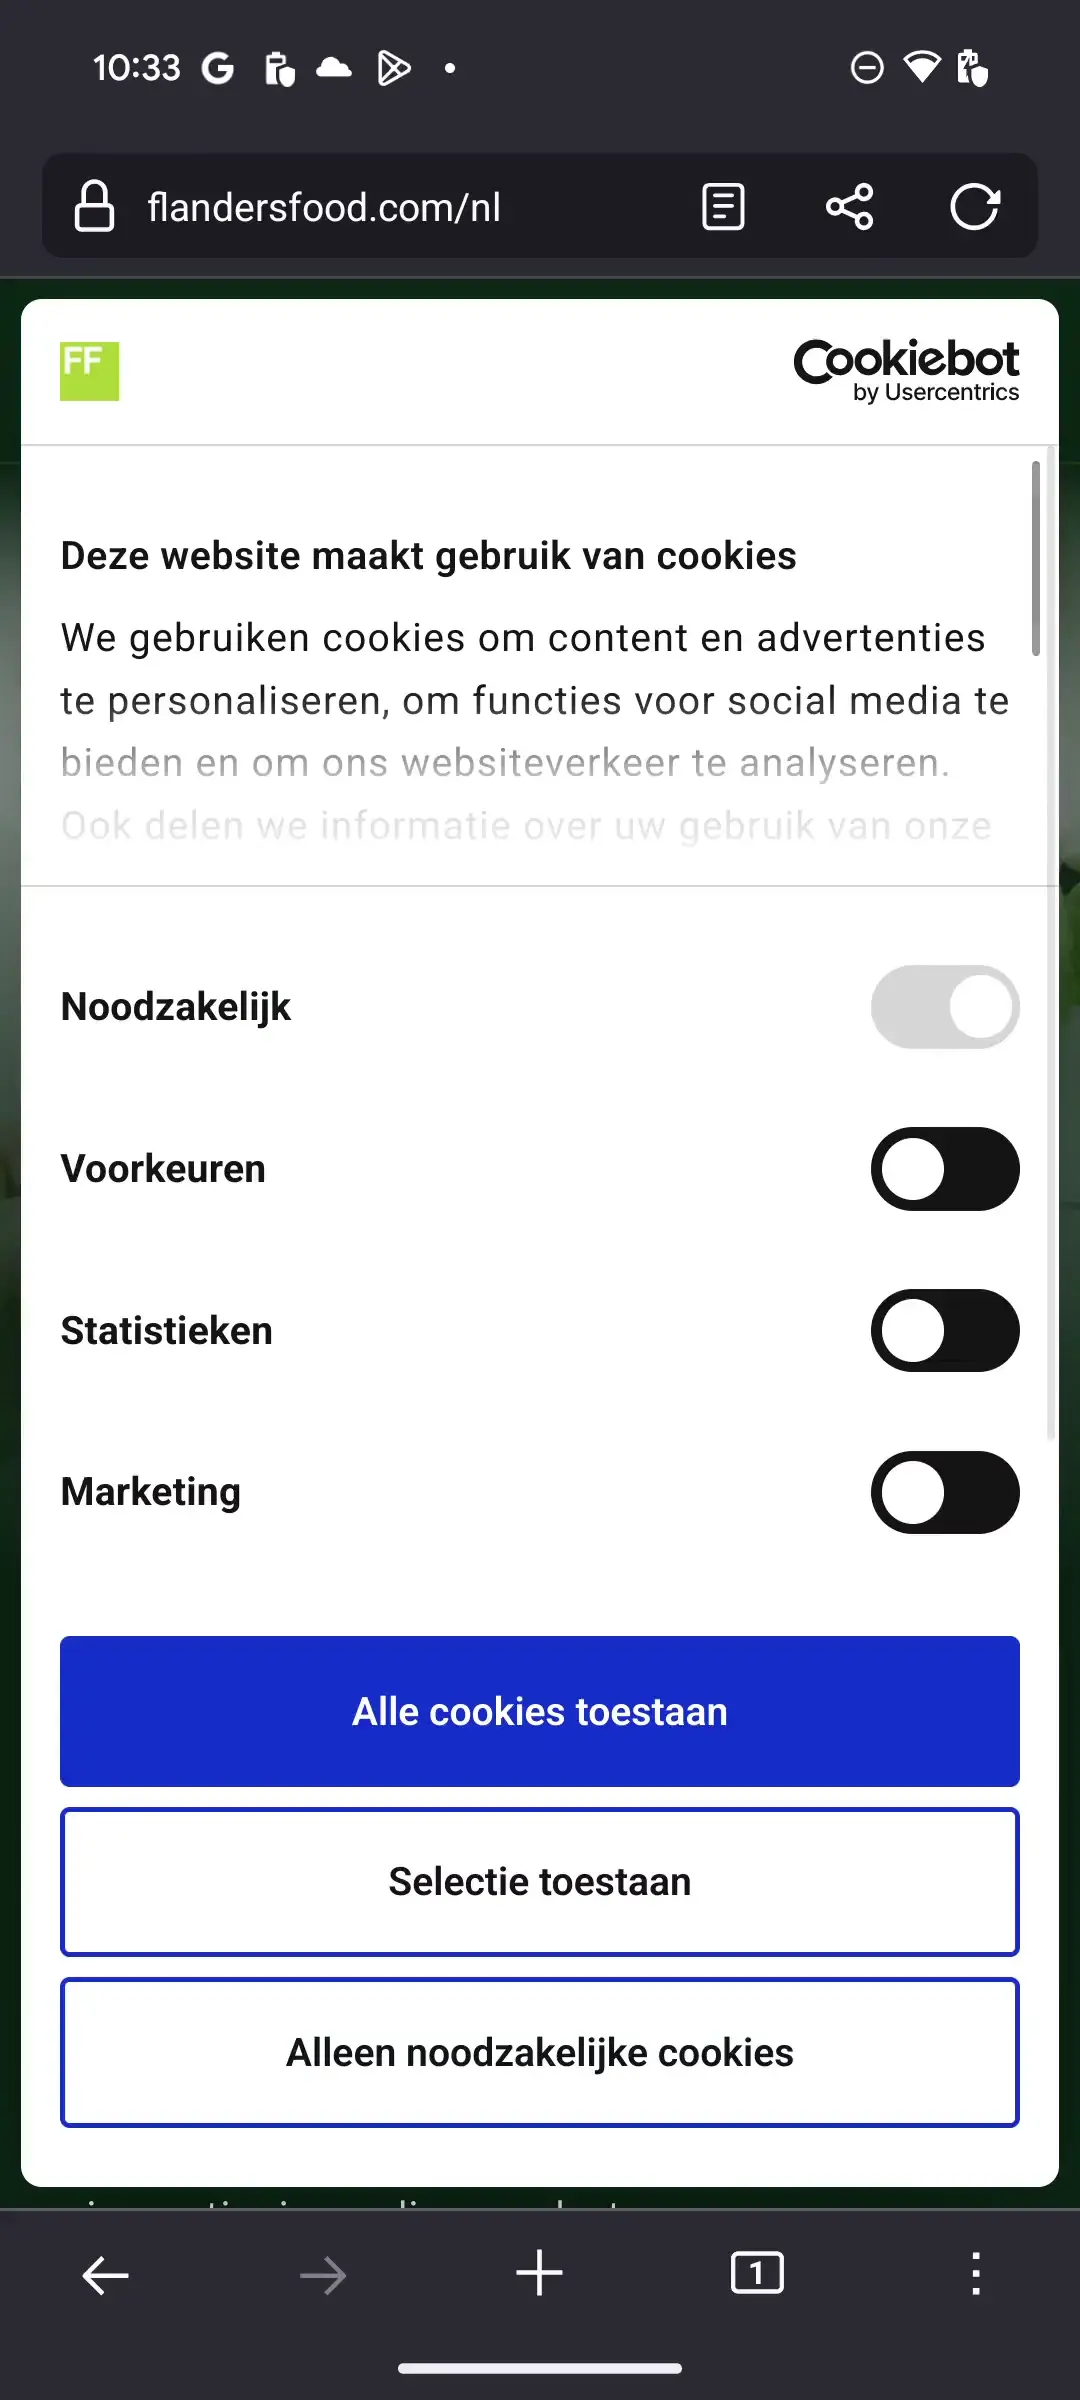 10:33
flandersfood.com/nl
FF
Cookiebot
by Usercentrics
Deze website maakt gebruik van cookies
We gebruiken cookies om content en advertenties
te personaliseren, om functies voor social media te
bieden en om ons websiteverkeer te analyseren.
Ook delen we informatie over uw gebruik van onze
Noodzakelijk
Voorkeuren
Statistieken
Marketing
Alle cookies toestaan
Selectie toestaan
Alleen noodzakelijke cookies
1